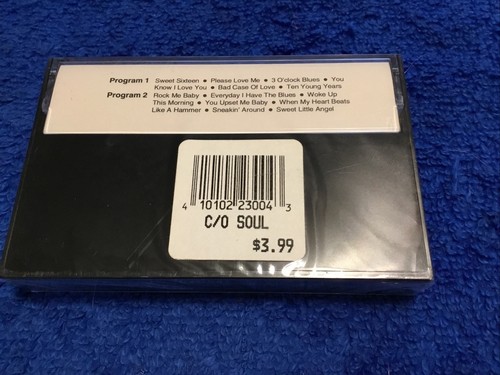 Program 1 Sweet Sixteen • Please Love Me • 3 O'clock Blues • You
Know I Love You • Bad Case Of Love • Ten Young Years
Program 2 Rock Me Baby • Everyday I Have The Blues • Woke Up
This Morning • You Upset Me Baby • When My Heart Beats
Like A Hammer • Sneakin' Around • Sweet Little Angel
4 10102 23004 3
C/O SOUL
$3.99